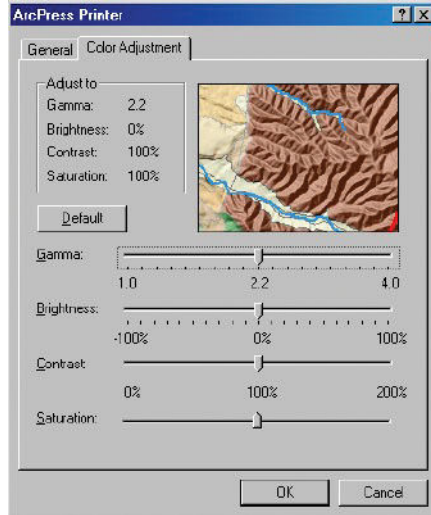 ArcPress Printer
General
Color Adjustment
Adjust to
Gamma: 2.2
Brightness: 0%
Contrast: 100%
Saturation: 100%
Default
Gamma:
1.0 2.2 4.0
Brightness:
-100% 0% 100%
Contrast
0% 100% 200%
Saturation:
OK Cancel